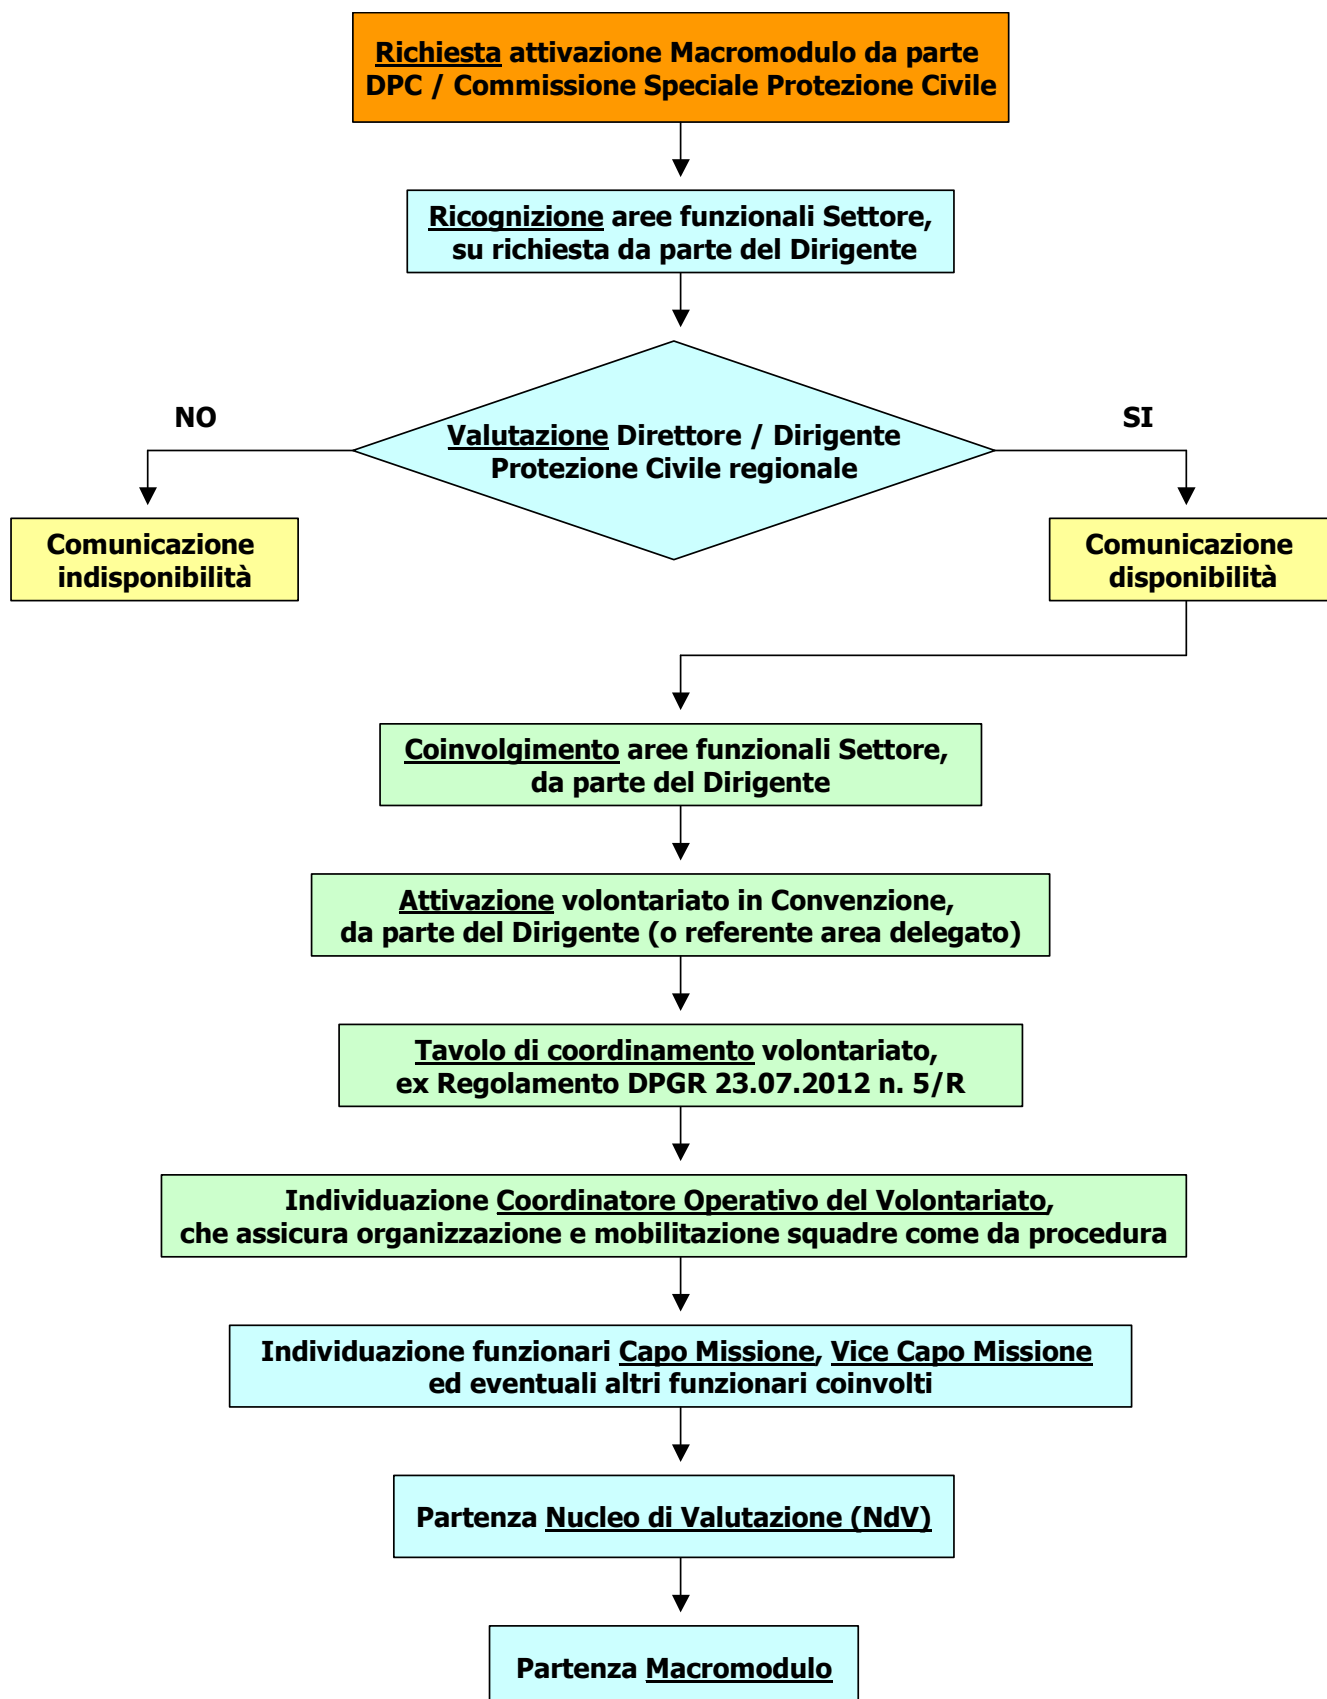 Richiesta attivazione Macromodulo da parte
DPC / Commissione Speciale Protezione Civile
Ricognizione aree funzionali Settore,
su richiesta da parte del Dirigente
NO
SI
Valutazione Direttore / Dirigente
Protezione Civile regionale
Comunicazione
indisponibilità
Comunicazione
disponibilità
Coinvolgimento aree funzionali Settore,
da parte del Dirigente
Attivazione volontariato in Convenzione,
da parte del Dirigente (o referente area delegato)
Tavolo di coordinamento volontariato,
ex Regolamento DPGR 23.07.2012 n. 5/R
Individuazione Coordinatore Operativo del Volontariato,
che assicura organizzazione e mobilitazione squadre come da procedura
Individuazione funzionari Capo Missione, Vice Capo Missione
ed eventuali altri funzionari coinvolti
Partenza Nucleo di Valutazione (NdV)
Partenza Macromodulo